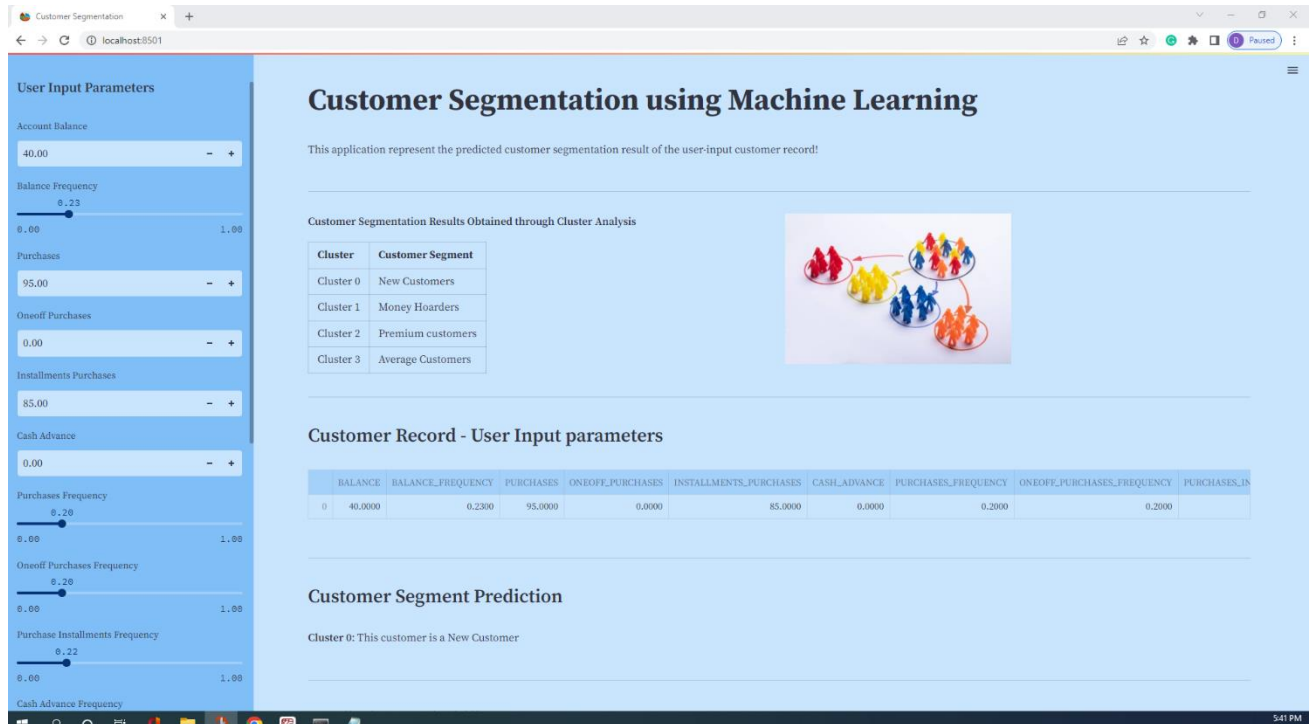 Customer Segmentation
localhost:8501
Paused
User Input Parameters
Account Balance
40.00
Balance Frequency
0.23
0.00 1.00
Purchases
95.00
Oneoff Purchases
0.00
Installments Purchases
85.00
Cash Advance
0.00
Purchases Frequency
0.20
0.00 1.00
Oneoff Purchases Frequency
0.20
0.00 1.00
Purchase Installments Frequency
0.22
0.00 1.00
Cash Advance Frequency
Customer Segmentation using Machine Learning
This application represent the predicted customer segmentation result of the user-input customer record!
Customer Segmentation Results Obtained through Cluster Analysis
Cluster Customer Segment
Cluster 0 New Customers
Cluster 1 Money Hoarders
Cluster 2 Premium customers
Cluster 3 Average Customers
Customer Record - User Input parameters
BALANCE BALANCE_FREQUENCY PURCHASES ONEOFF_PURCHASES INSTALLMENTS_PURCHASES CASH_ADVANCE PURCHASES_FREQUENCY ONEOFF_PURCHASES_FREQUENCY PURCHASES_IN
0 40.0000 0.2300 95.0000 0.0000 85.0000 0.0000 0.2000 0.2000
Customer Segment Prediction
Cluster 0: This customer is a New Customer
5:41 PM